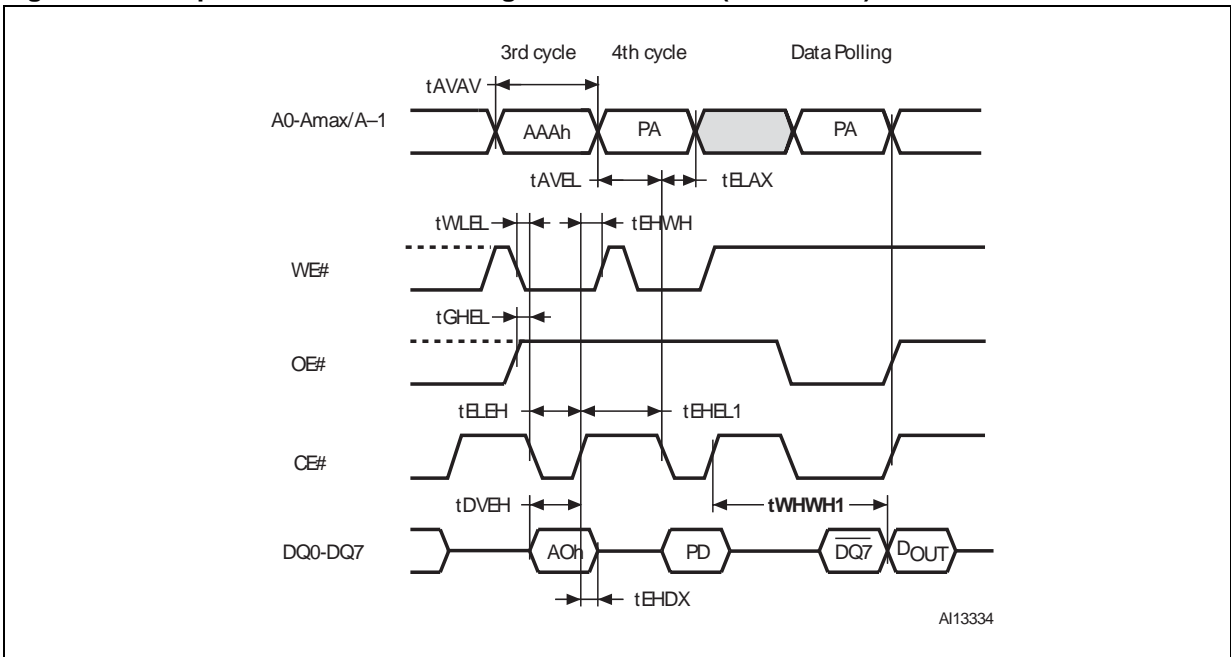 3rd cycle 4th cycle Data Polling
tAVAV
A0-Amax/A–1 AAAh PA PA
tAVEL tELAX
tWLEL tEHWH
WE#
tGHEL
OE#
tELEH tEHEL1
CE#
tDVEH tWHWH1
DQ0-DQ7 AOh PD DQ7 DOUT
tEHDX
AI13334